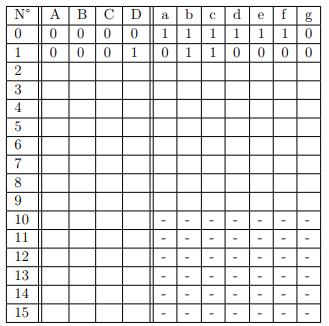 N° A B C D a b c d e f g
0 0 0 0 0 1 1 1 1 1 1 0
1 0 0 0 1 0 1 1 0 0 0 0
2
3
4
5
6
7
8
9
10 - - - - - - -
11 - - - - - - -
12 - - - - - - -
13 - - - - - - -
14 - - - - - - -
15 - - - - - - -